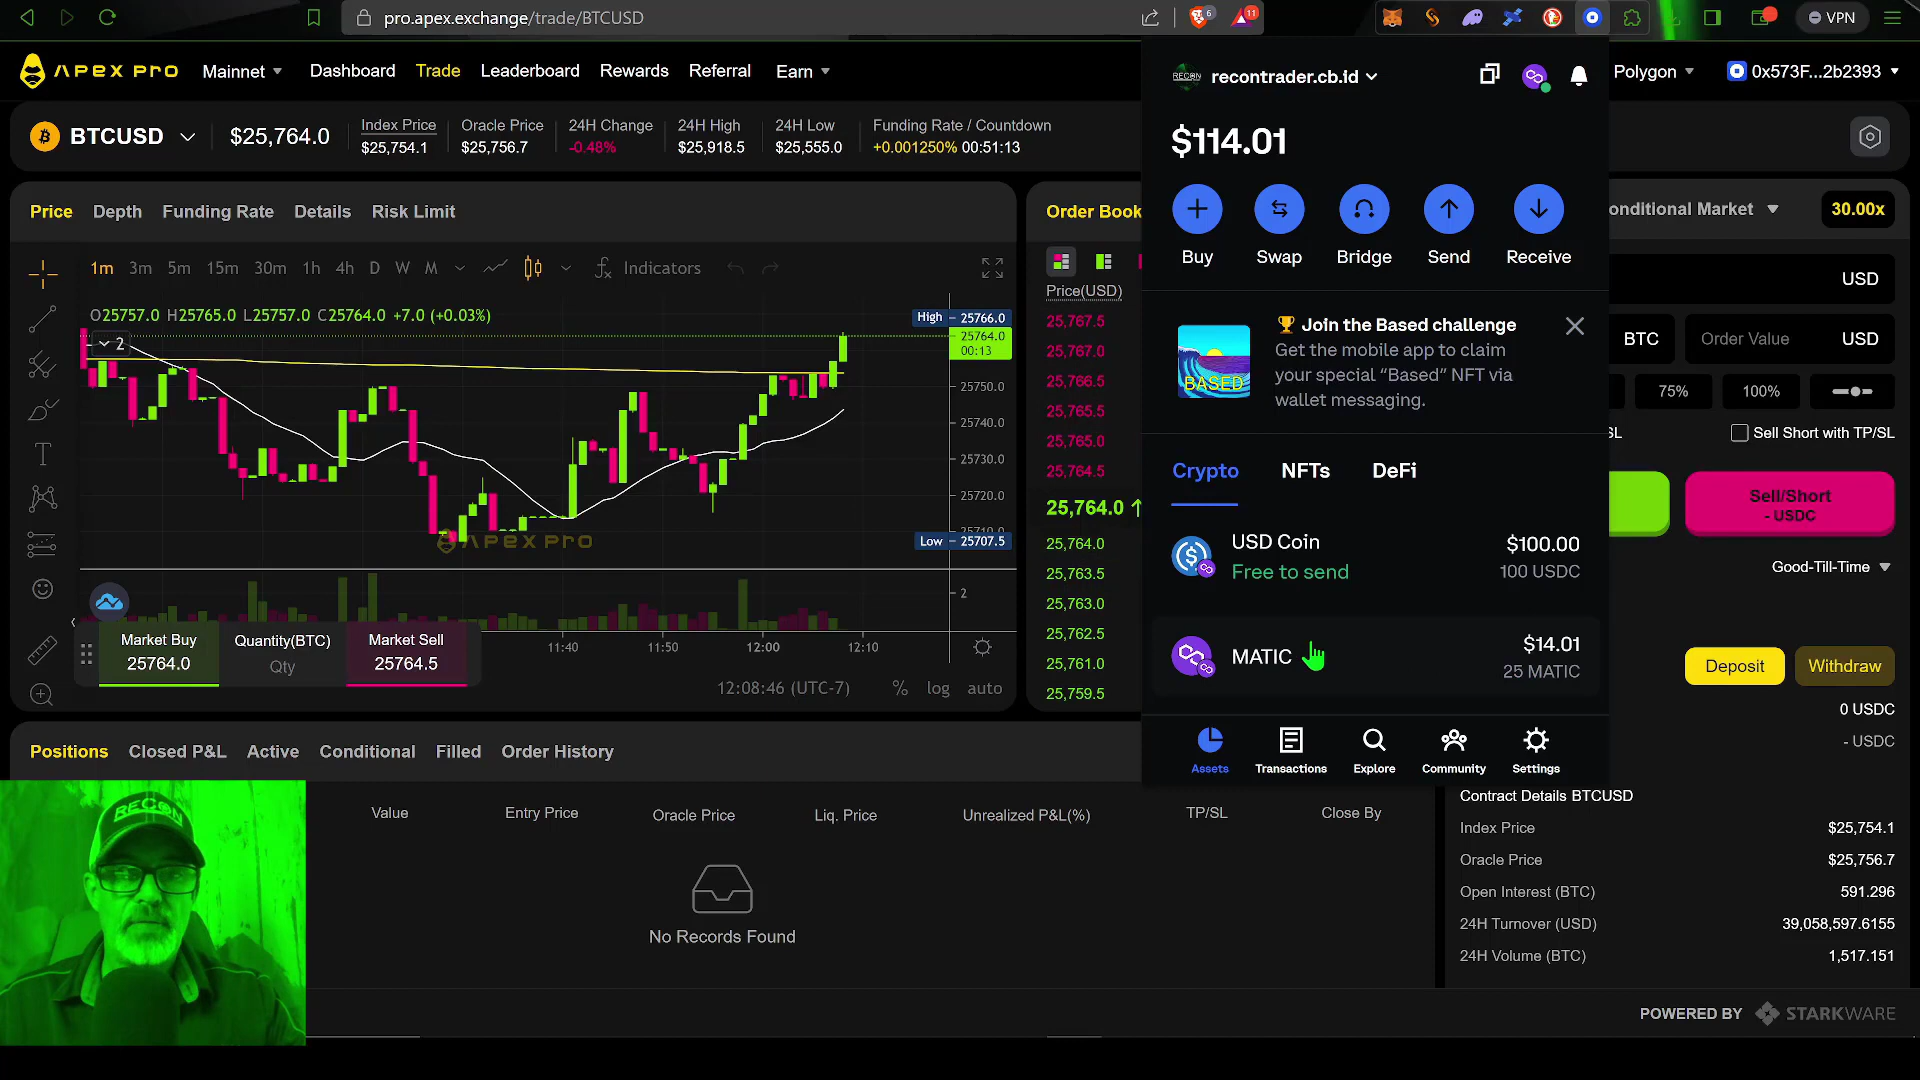 pro.apex.exchange/trade/BTCUSD
6
11
VPN
APEX PRO
Mainnet
Dashboard
Trade
Leaderboard
Rewards
Referral
Earn
Polygon
0x573F...2b2393
BTCUSD
$25,764.0
Index Price
$25,754.1
Oracle Price
$25,756.7
24H Change
-0.48%
24H High
$25,918.5
24H Low
$25,555.0
Funding Rate / Countdown
+0.001250% 00:51:13
Price
Depth
Funding Rate
Details
Risk Limit
1m
3m
5m
15m
30m
1h
4h
D
W
M
Indicators
O25757.0 H25765.0 L25757.0 C25764.0 +7.0 (+0.03%)
2
High
25766.0
25764.0
00:13
25750.0
25740.0
25730.0
25720.0
25710.0
Low
25707.5
APEX PRO
2
11:40
11:50
12:00
12:10
Market Buy
25764.0
Quantity(BTC)
Qty
Market Sell
25764.5
12:08:46 (UTC-7)
%
log
auto
Order Book
Price(USD)
25,767.5
25,767.0
25,766.5
25,765.5
25,765.0
25,764.5
25,764.0
25,764.0
25,763.5
25,763.0
25,762.5
25,761.0
25,759.5
RECON
recontrader.cb.id
$114.01
Buy
Swap
Bridge
Send
Receive
BASED
Join the Based challenge
Get the mobile app to claim
your special “Based” NFT via
wallet messaging.
Crypto
NFTs
DeFi
USD Coin
Free to send
$100.00
100 USDC
MATIC
$14.01
25 MATIC
Assets
Transactions
Explore
Community
Settings
onditional Market
30.00x
USD
BTC
Order Value
USD
75%
100%
SL
Sell Short with TP/SL
Sell/Short
- USDC
Good-Till-Time
Deposit
Withdraw
0 USDC
- USDC
Contract Details BTCUSD
Index Price
$25,754.1
Oracle Price
$25,756.7
Open Interest (BTC)
591.296
24H Turnover (USD)
39,058,597.6155
24H Volume (BTC)
1,517.151
Positions
Closed P&L
Active
Conditional
Filled
Order History
Value
Entry Price
Oracle Price
Liq. Price
Unrealized P&L(%)
TP/SL
Close By
No Records Found
RECON
POWERED BY
STARKWARE